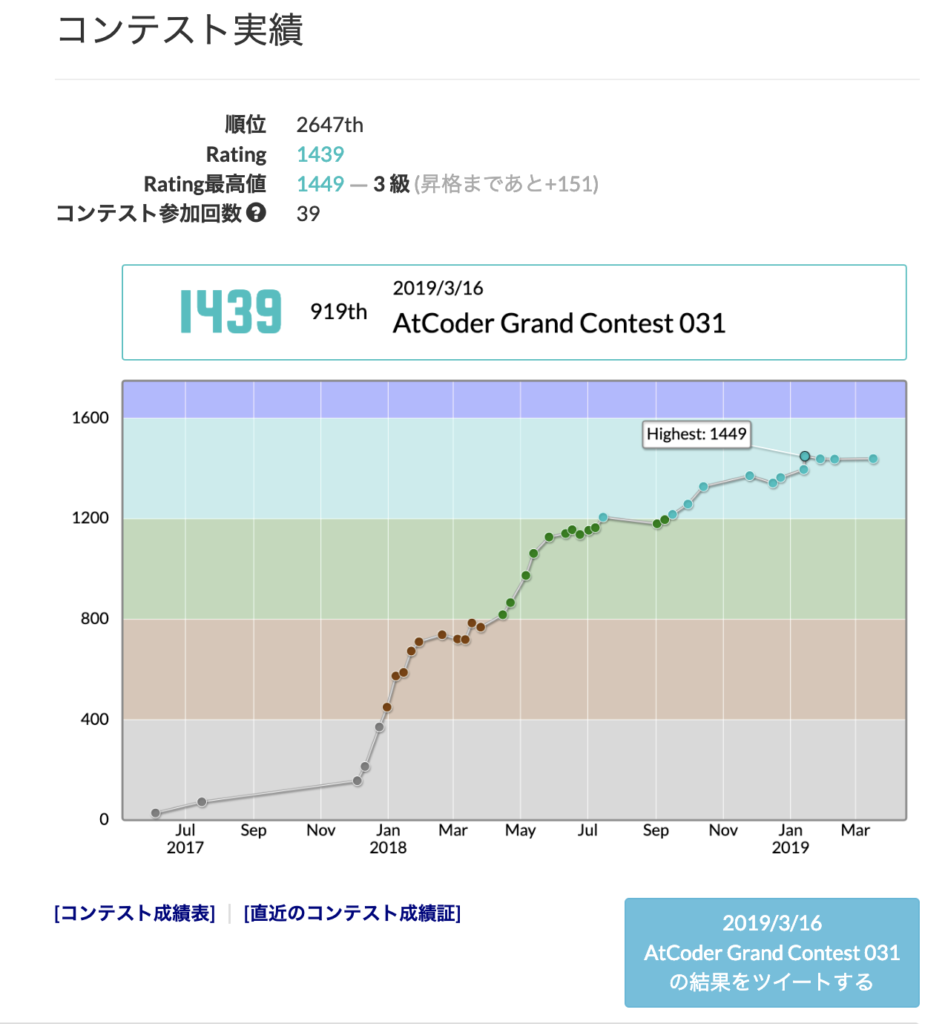 コンテスト実績
順位 2647th
Rating 1439
Rating最高値 1449 ― 3 級 (昇格まであと+151)
コンテスト参加回数 ? 39
1439 919th
2019/3/16
AtCoder Grand Contest 031
1600
Highest: 1449
1200
800
400
0
Jul Sep Nov Jan Mar May Jul Sep Nov Jan Mar
2017 2018 2019
[コンテスト成績表] | [直近のコンテスト成績証]
2019/3/16
AtCoder Grand Contest 031
の結果をツイートする